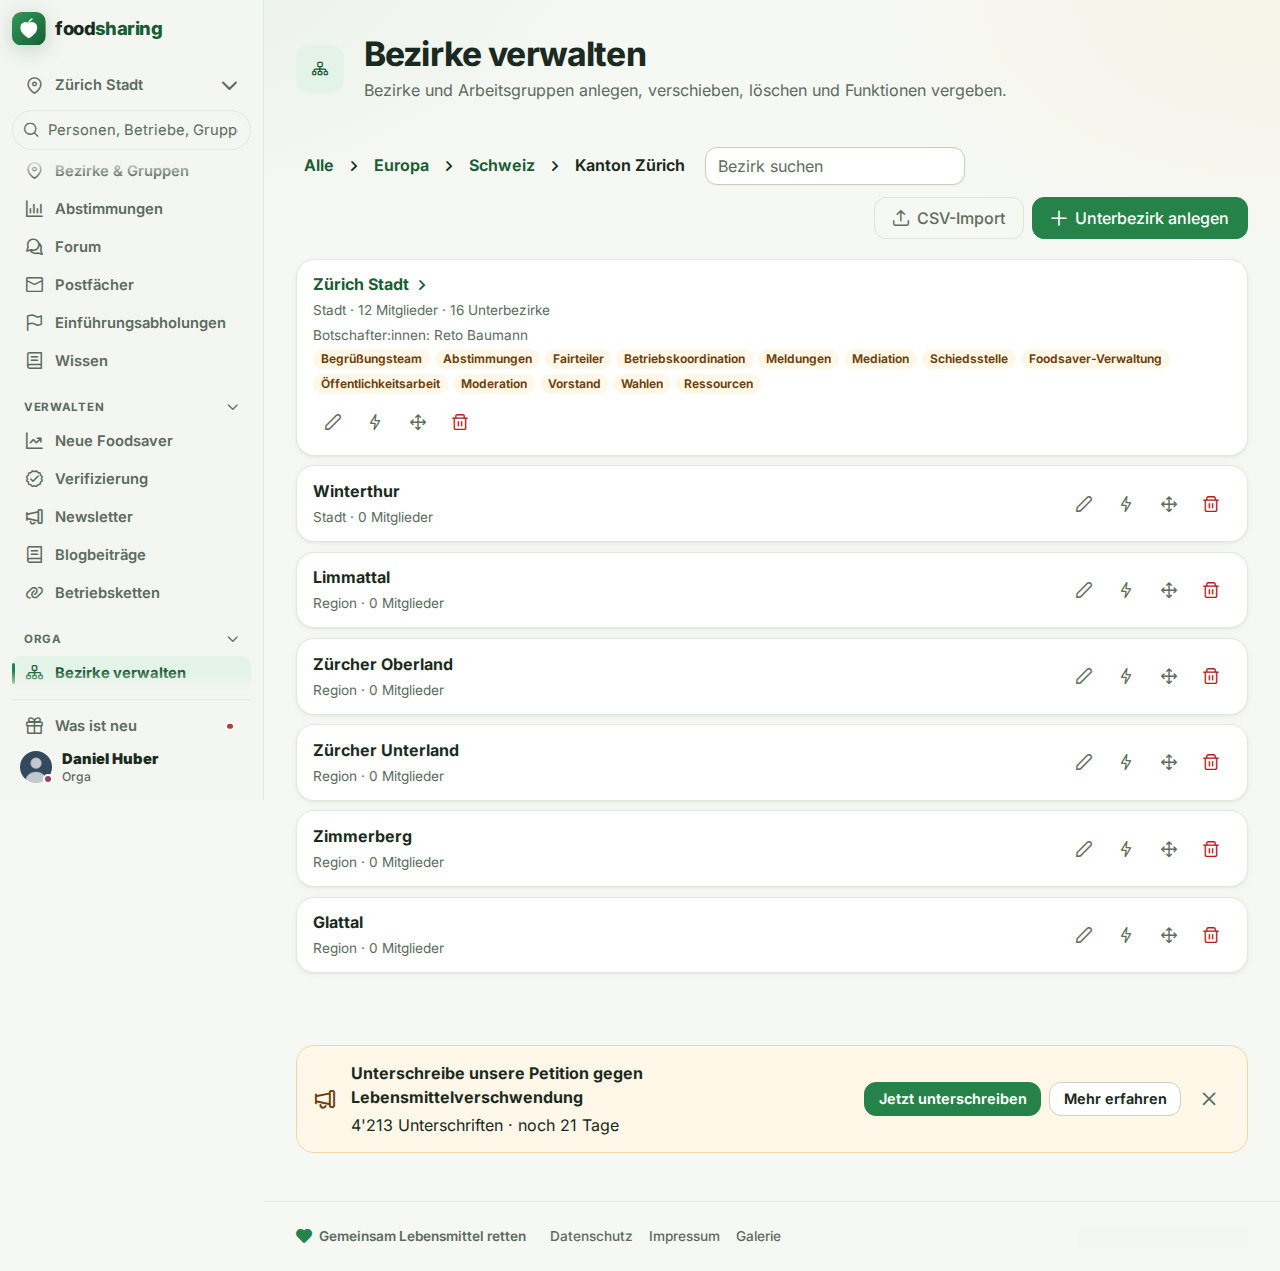 foodsharing
Zürich Stadt
Personen, Betriebe, Grupp
Bezirke & Gruppen
Abstimmungen
Forum
Postfächer
Einführungsabholungen
Wissen
VERWALTEN
Neue Foodsaver
Verifizierung
Newsletter
Blogbeiträge
Betriebsketten
ORGA
Bezirke verwalten
Was ist neu
Daniel Huber
Orga
Bezirke verwalten
Bezirke und Arbeitsgruppen anlegen, verschieben, löschen und Funktionen vergeben.
Alle Europa Schweiz Kanton Zürich Bezirk suchen
CSV-Import Unterbezirk anlegen
Zürich Stadt
Stadt · 12 Mitglieder · 16 Unterbezirke
Botschafter:innen: Reto Baumann
Begrüßungsteam Abstimmungen Fairteiler Betriebskoordination Meldungen Mediation Schiedsstelle Foodsaver-Verwaltung
Öffentlichkeitsarbeit Moderation Vorstand Wahlen Ressourcen
Winterthur
Stadt · 0 Mitglieder
Limmattal
Region · 0 Mitglieder
Zürcher Oberland
Region · 0 Mitglieder
Zürcher Unterland
Region · 0 Mitglieder
Zimmerberg
Region · 0 Mitglieder
Glattal
Region · 0 Mitglieder
Unterschreibe unsere Petition gegen
Lebensmittelverschwendung
4'213 Unterschriften · noch 21 Tage
Jetzt unterschreiben Mehr erfahren
Gemeinsam Lebensmittel retten Datenschutz Impressum Galerie